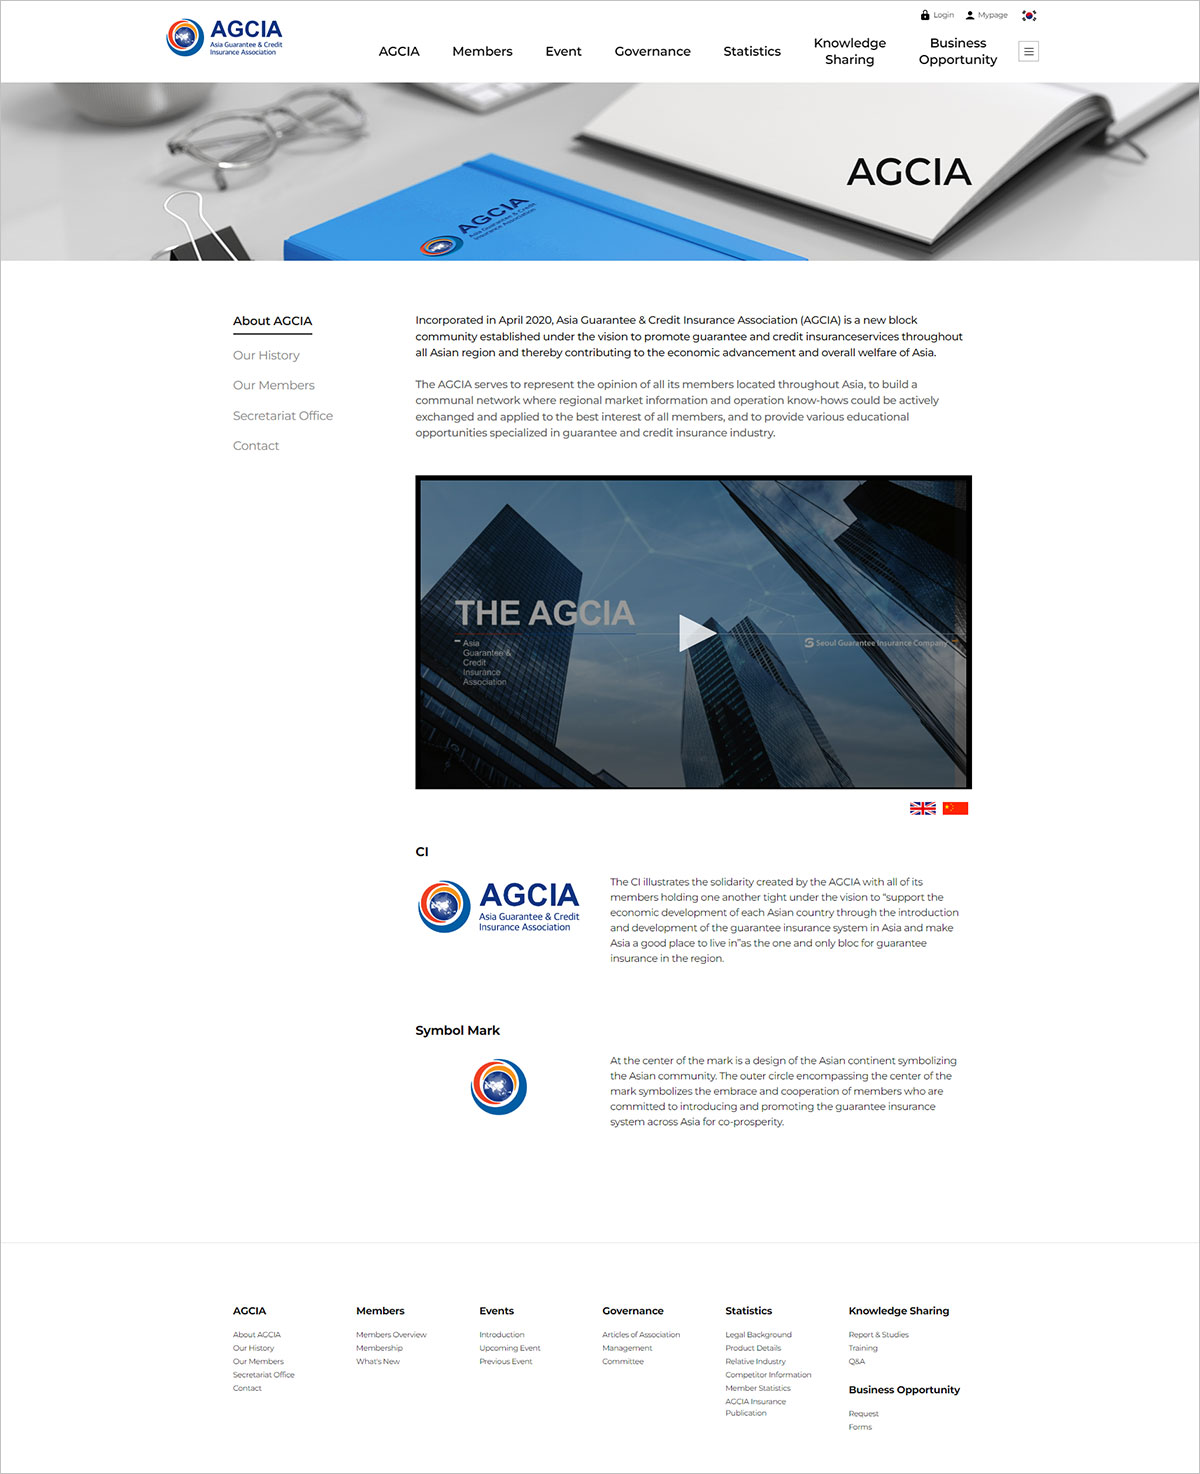 AGCIA
Asia Guarantee & Credit
Insurance Association
Login
Mypage
AGCIA
Members
Event
Governance
Statistics
Knowledge
Sharing
Business
Opportunity
AGCIA
AGCIA
Asia Guarantee & Credit
Insurance Association
About AGCIA
Our History
Our Members
Secretariat Office
Contact
Incorporated in April 2020, Asia Guarantee & Credit Insurance Association (AGCIA) is a new block
community established under the vision to promote guarantee and credit insuranceservices throughout
all Asian region and thereby contributing to the economic advancement and overall welfare of Asia.
The AGCIA serves to represent the opinion of all its members located throughout Asia, to build a
communal network where regional market information and operation know-hows could be actively
exchanged and applied to the best interest of all members, and to provide various educational
opportunities specialized in guarantee and credit insurance industry.
THE AGCIA
Asia
Guarantee &
Credit
Insurance
Association
Seoul Guarantee Insurance Company
CI
AGCIA
Asia Guarantee & Credit
Insurance Association
The CI illustrates the solidarity created by the AGCIA with all of its
members holding one another tight under the vision to “support the
economic development of each Asian country through the introduction
and development of the guarantee insurance system in Asia and make
Asia a good place to live in”as the one and only bloc for guarantee
insurance in the region.
Symbol Mark
At the center of the mark is a design of the Asian continent symbolizing
the Asian community. The outer circle encompassing the center of the
mark symbolizes the embrace and cooperation of members who are
committed to introducing and promoting the guarantee insurance
system across Asia for co-prosperity.
AGCIA
About AGCIA
Our History
Our Members
Secretariat Office
Contact
Members
Members Overview
Membership
What's New
Events
Introduction
Upcoming Event
Previous Event
Governance
Articles of Association
Management
Committee
Statistics
Legal Background
Product Details
Relative Industry
Competitor Information
Member Statistics
AGCIA Insurance
Publication
Knowledge Sharing
Report & Studies
Training
Q&A
Business Opportunity
Request
Forms